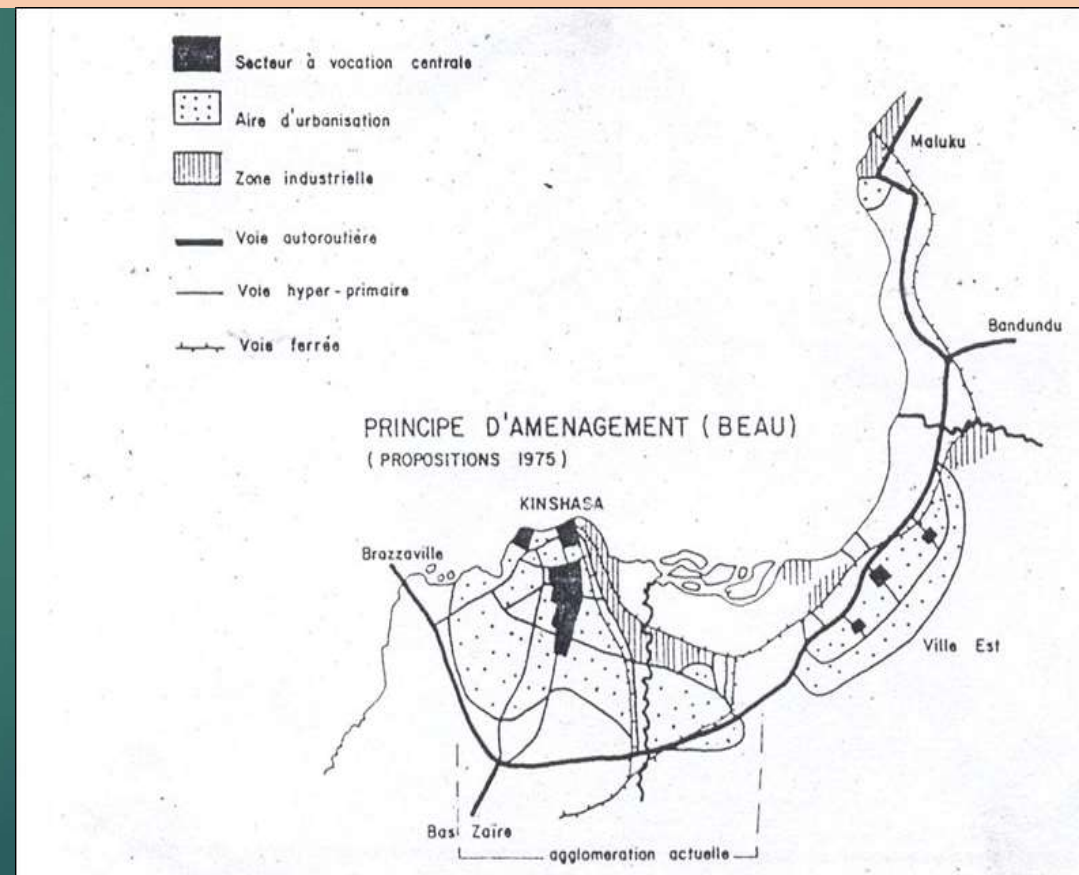 Secteur à vocation centrale
Aire d'urbanisation
Zone industrielle
Voie autoroutière
Voie hyper-primaire
Voie ferrée
PRINCIPE D'AMENAGEMENT (BEAU)
(PROPOSITIONS 1975)
Maluku
Bandundu
KINSHASA
Brazzaville
Ville Est
Bas Zaïre
agglomération actuelle